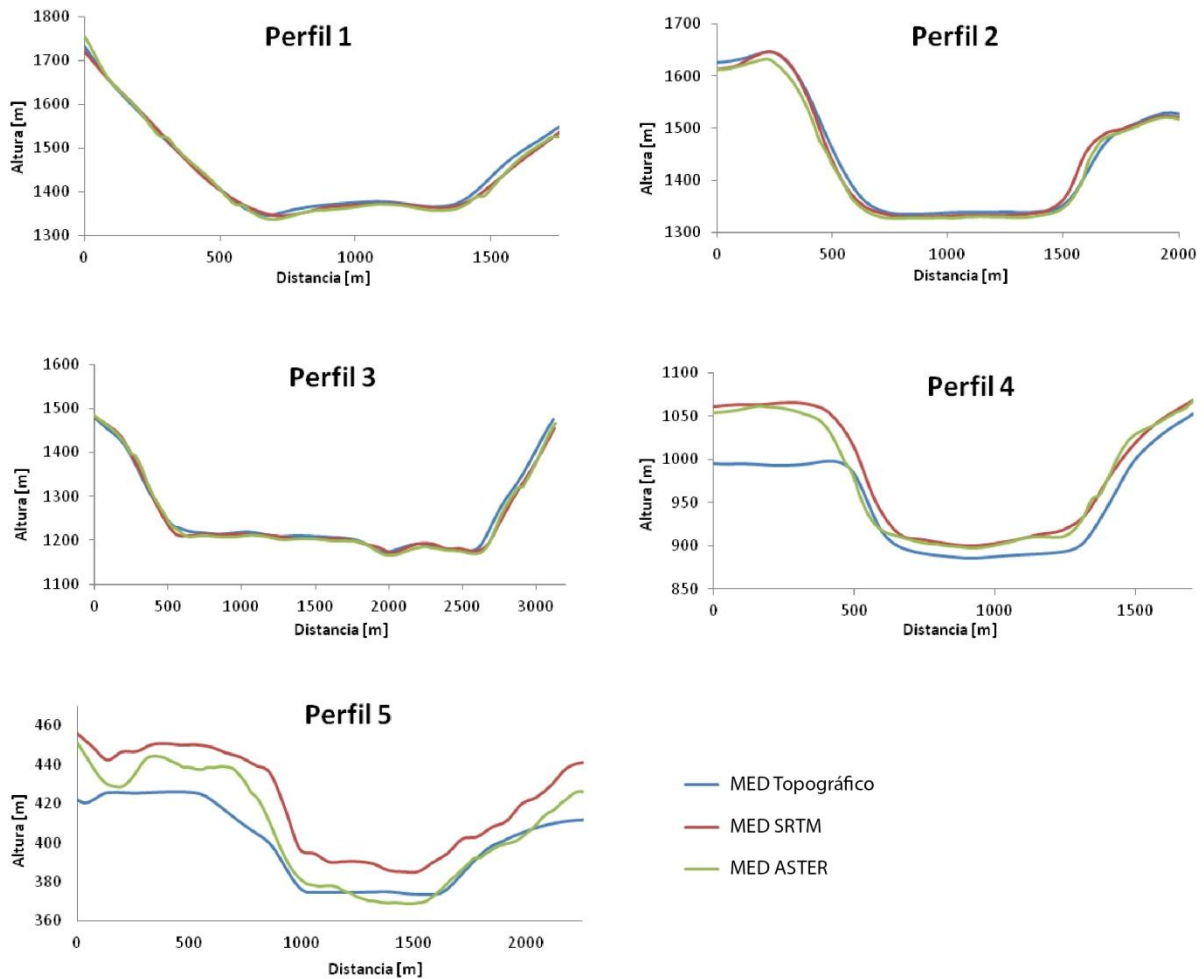 Perfil 1
Altura [m]
1800
1700
1600
1500
1400
1300
0 500 1000 1500
Distancia [m]
Perfil 2
Altura [m]
1700
1600
1500
1400
1300
0 500 1000 1500 2000
Distancia [m]
Perfil 3
Altura [m]
1600
1500
1400
1300
1200
1100
0 500 1000 1500 2000 2500 3000
Distancia [m]
Perfil 4
Altura [m]
1100
1050
1000
950
900
850
0 500 1000 1500
Distancia [m]
Perfil 5
Altura [m]
460
440
420
400
380
360
0 500 1000 1500 2000
Distancia [m]
MED Topográfico
MED SRTM
MED ASTER